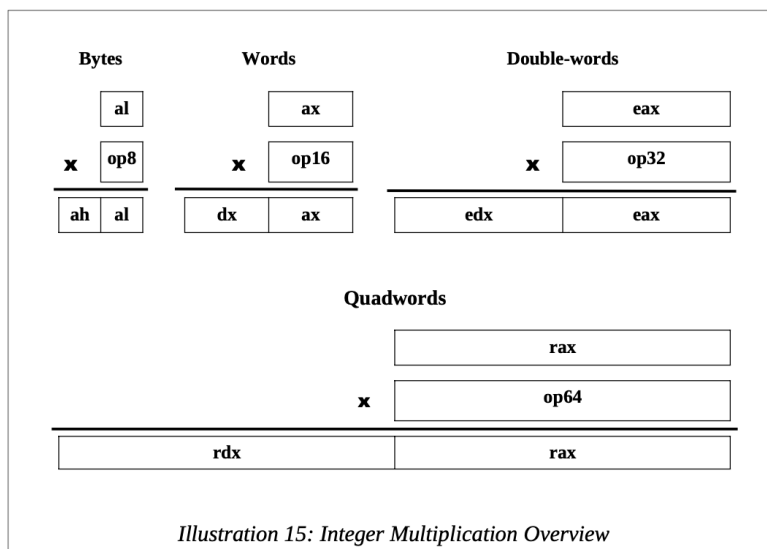 Bytes Words Double-words
al ax eax
x op8 x op16 x op32
ah al dx ax edx eax
Quadwords
rax
x op64
rdx rax
Illustration 15: Integer Multiplication Overview